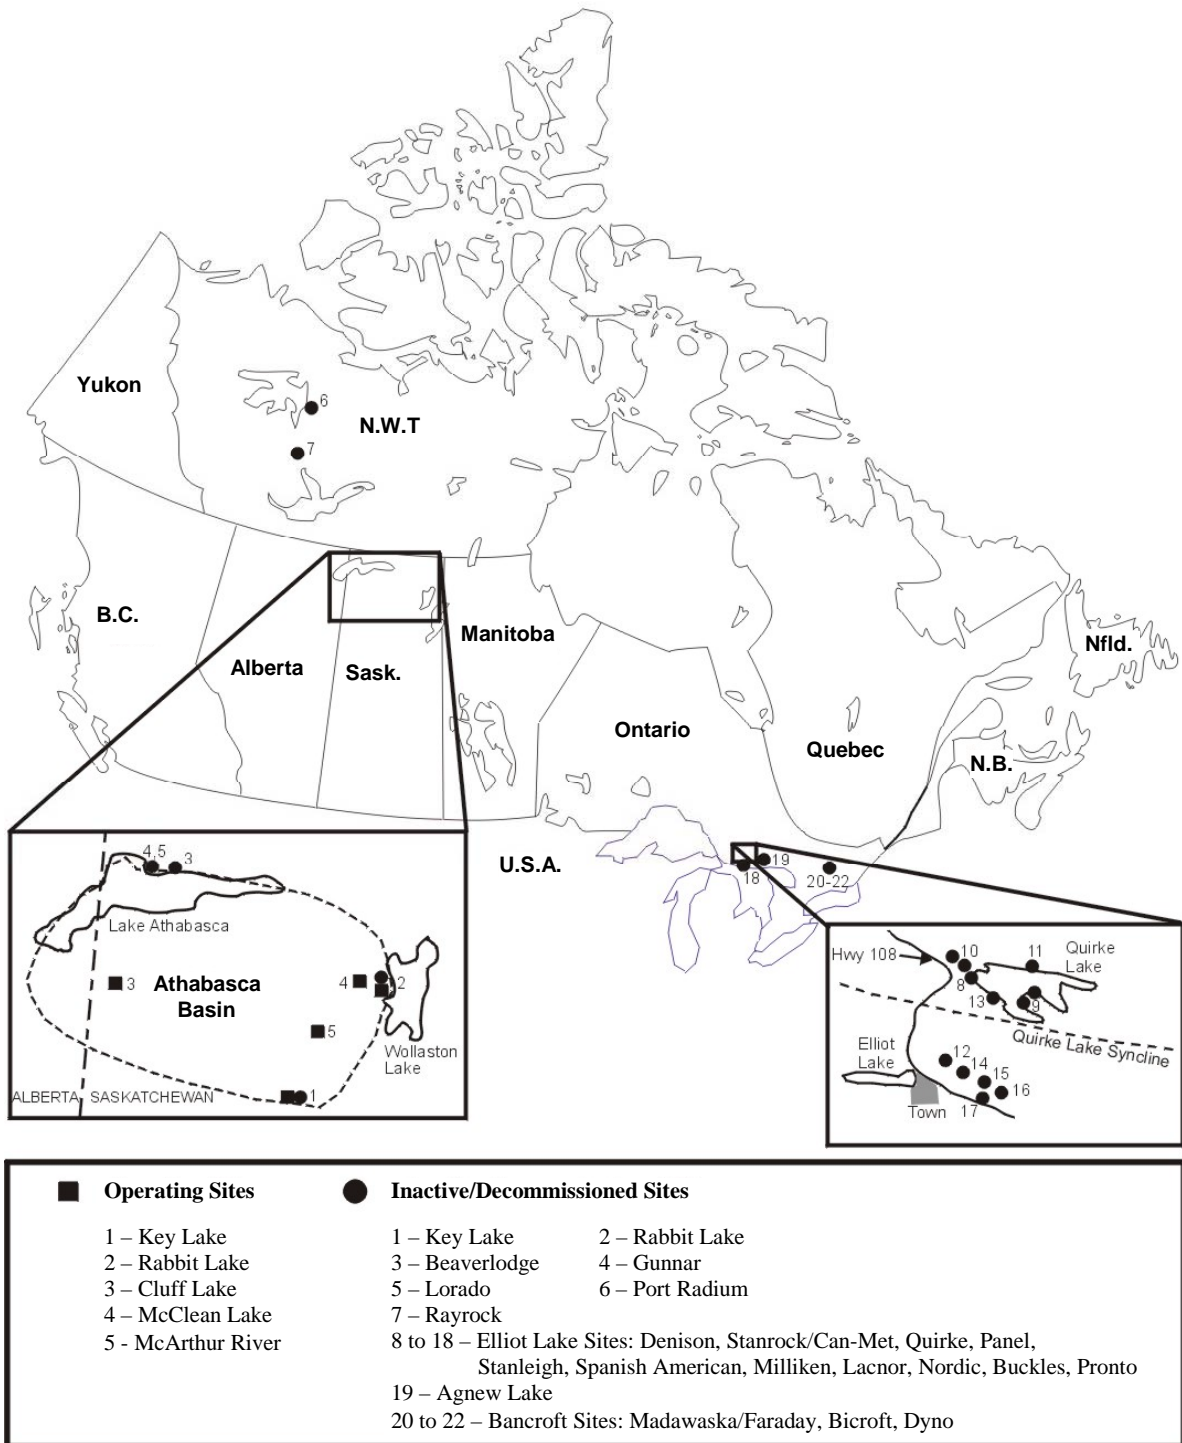 Yukon
6
N.W.T
7
B.C.
Alberta
Sask.
Manitoba
Ontario
Quebec
Nfld.
N.B.
U.S.A.
19
18
20-22
4,5
3
Lake Athabasca
3
Athabasca
Basin
4
2
5
Wollaston
Lake
ALBERTA
SASKATCHEWAN
1
Hwy 108
10
11
Quirke
Lake
8
13
9
Quirke Lake Syncline
Elliot
Lake
12
14
15
16
17
Town
Operating Sites
1 – Key Lake
2 – Rabbit Lake
3 – Cluff Lake
4 – McClean Lake
5 - McArthur River
Inactive/Decommissioned Sites
1 – Key Lake
2 – Rabbit Lake
3 – Beaverlodge
4 – Gunnar
5 – Lorado
6 – Port Radium
7 – Rayrock
8 to 18 – Elliot Lake Sites: Denison, Stanrock/Can-Met, Quirke, Panel,
Stanleigh, Spanish American, Milliken, Lacnor, Nordic, Buckles, Pronto
19 – Agnew Lake
20 to 22 – Bancroft Sites: Madawaska/Faraday, Bicroft, Dyno